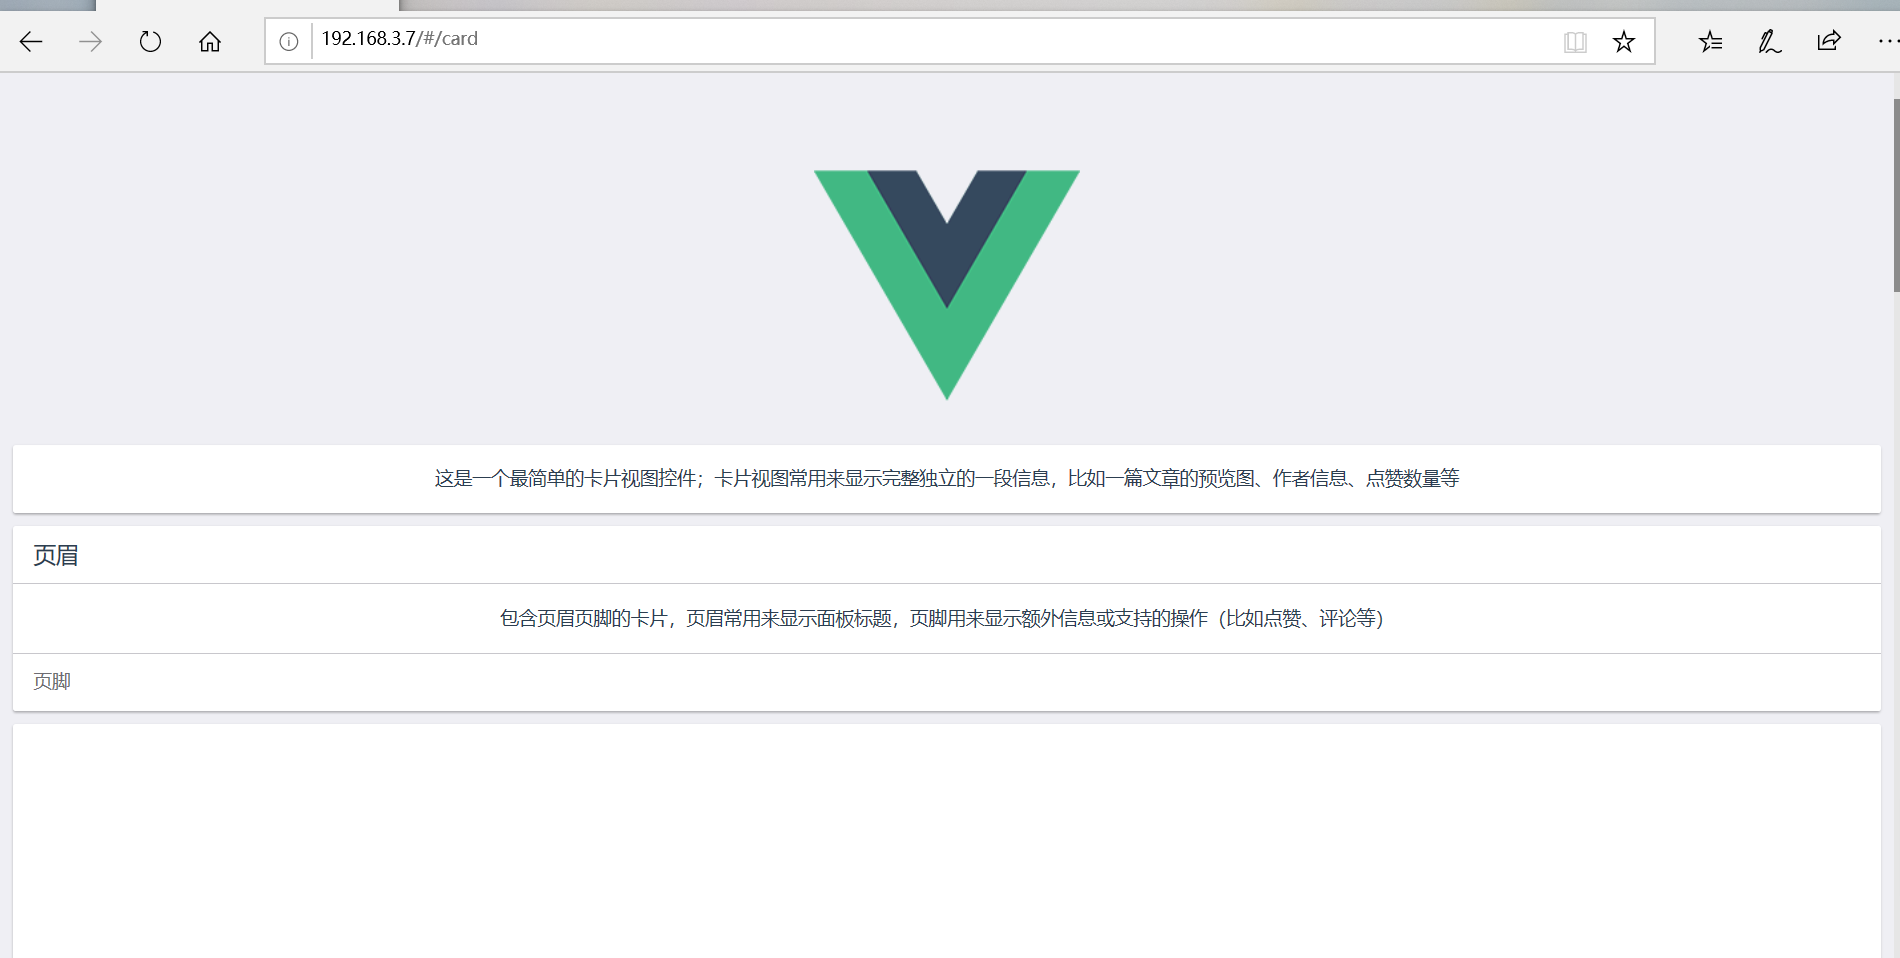 192.168.3.7/#/card
这是一个最简单的卡片视图控件；卡片视图常用来显示完整独立的一段信息，比如一篇文章的预览图、作者信息、点赞数量等
页眉
包含页眉页脚的卡片，页眉常用来显示面板标题，页脚用来显示额外信息或支持的操作（比如点赞、评论等）
页脚